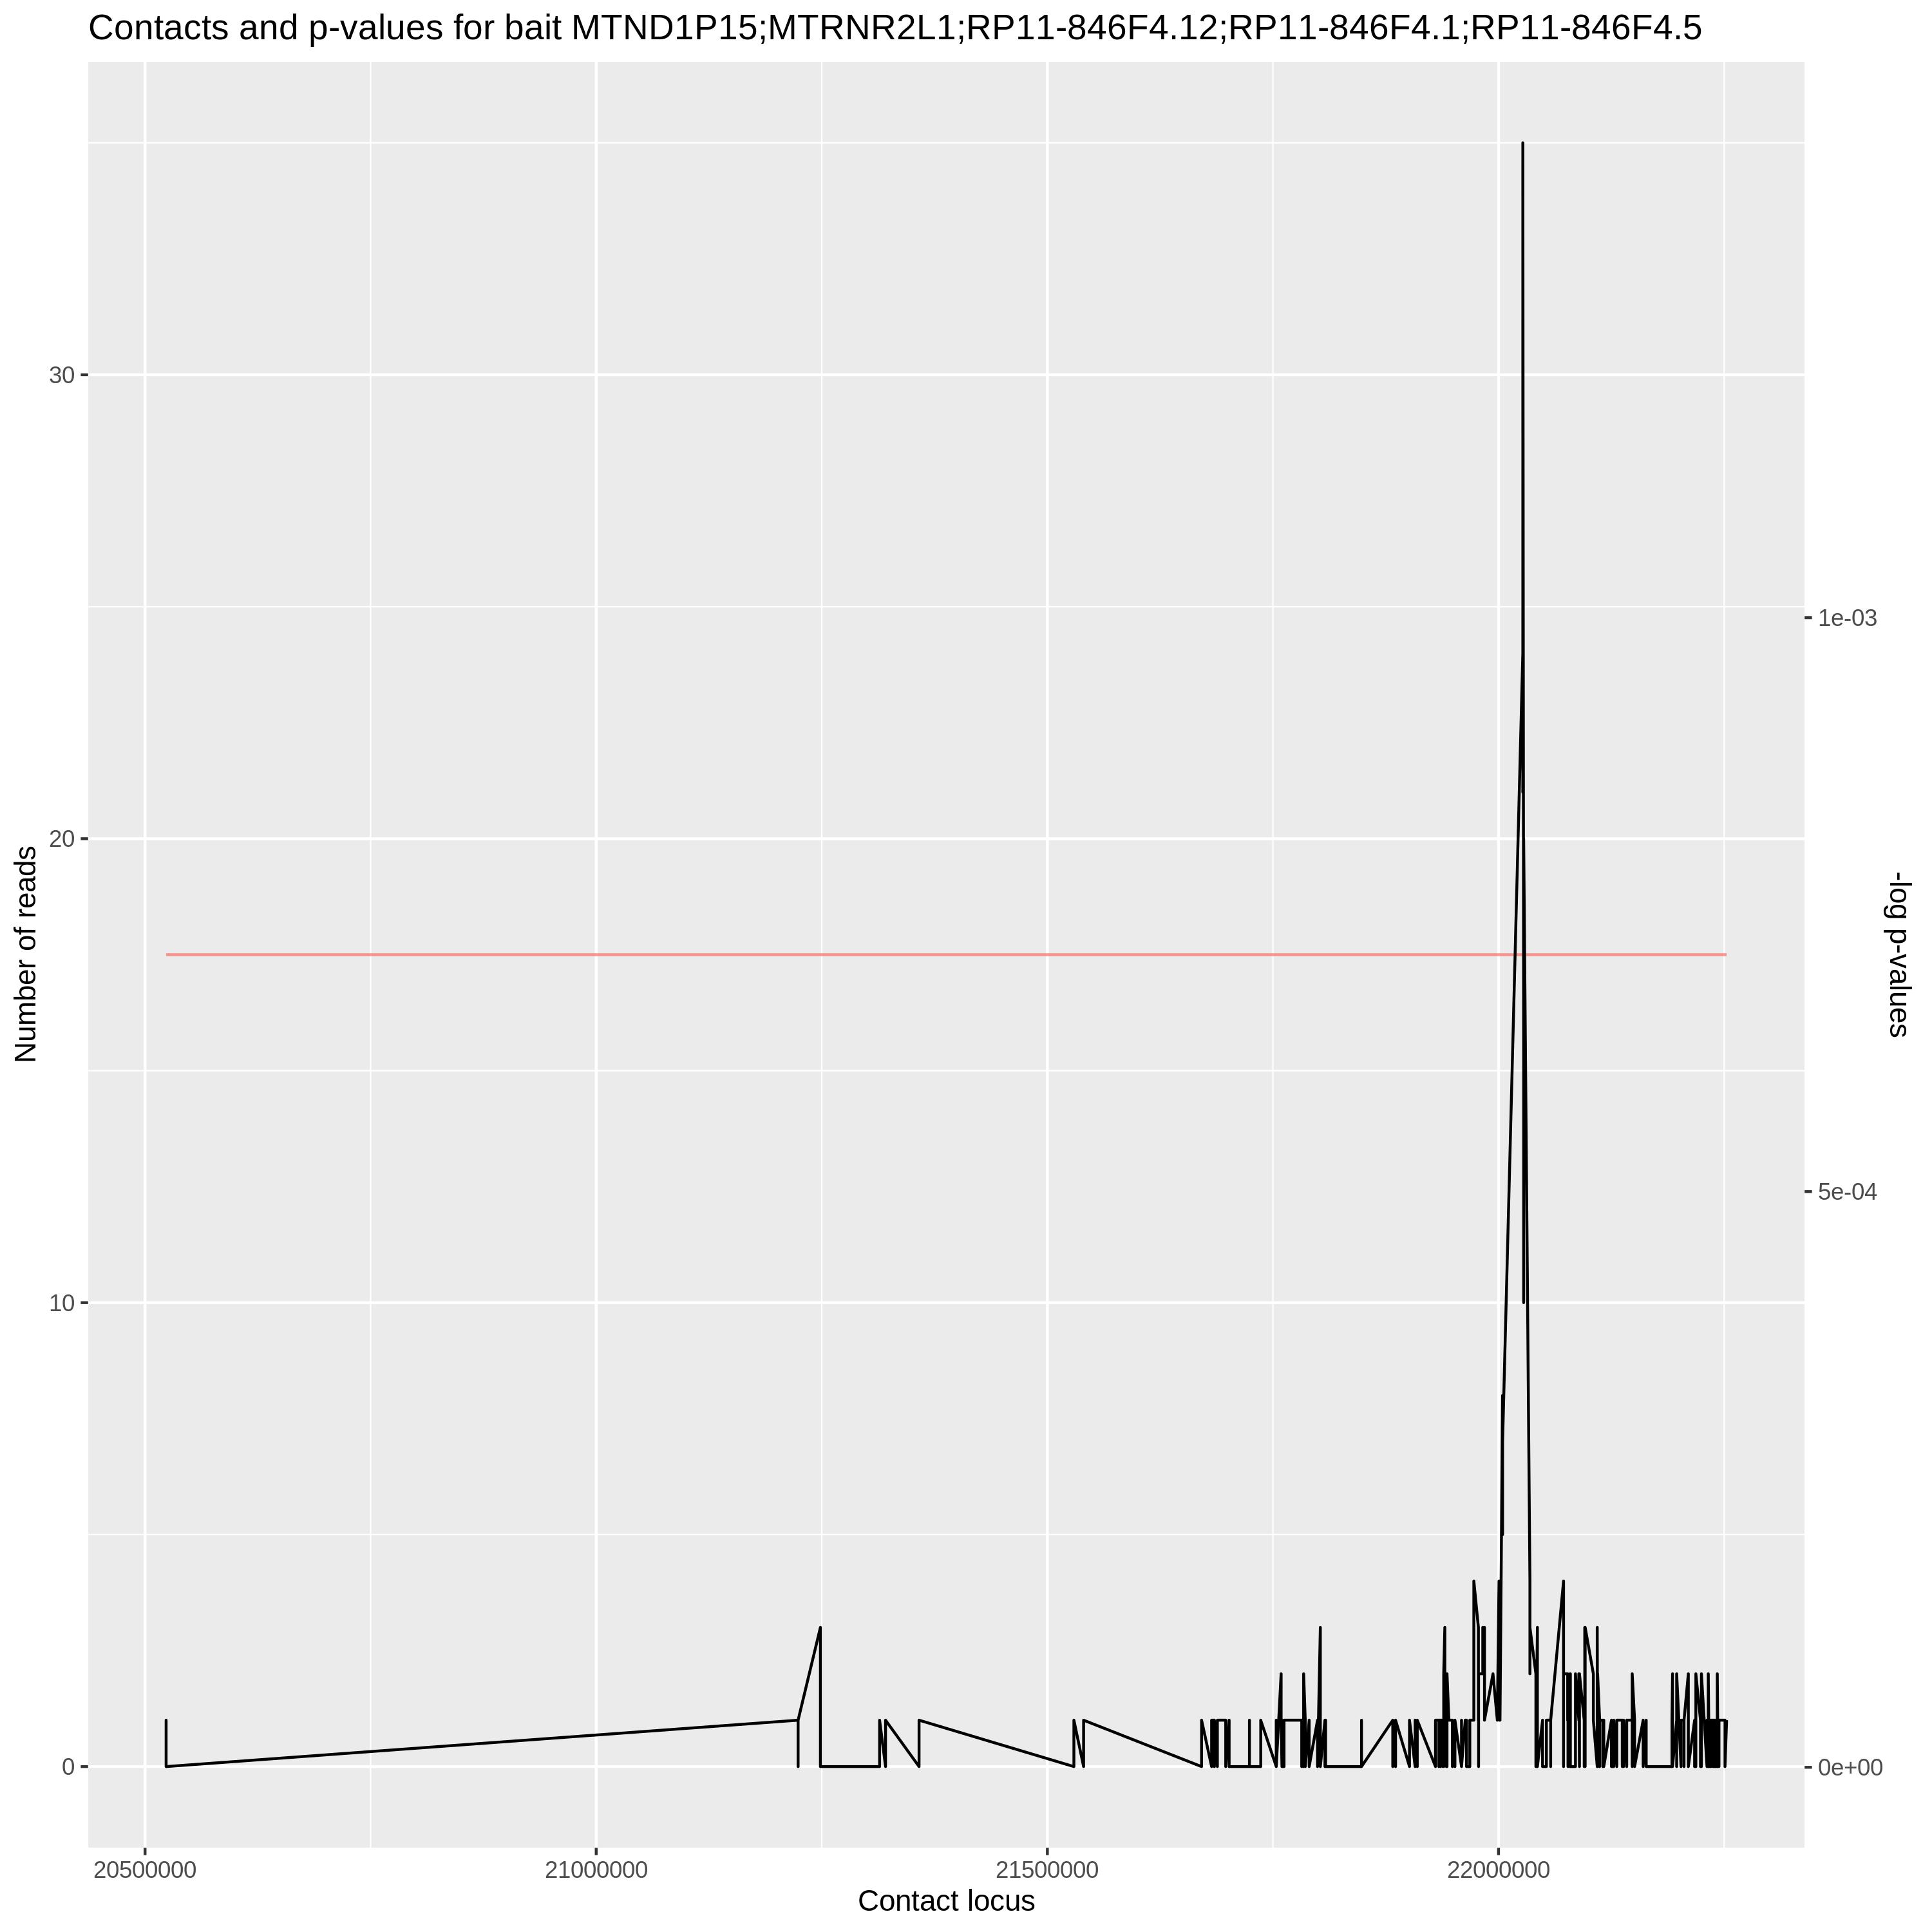 Contacts and p-values for bait MTND1P15;MTRNR2L1;RP11-846F4.12;RP11-846F4.1;RP11-846F4.5
30
20
10
0
Number of reads
1e-03
5e-04
0e+00
-log p-values
20500000 21000000 21500000 22000000
Contact locus